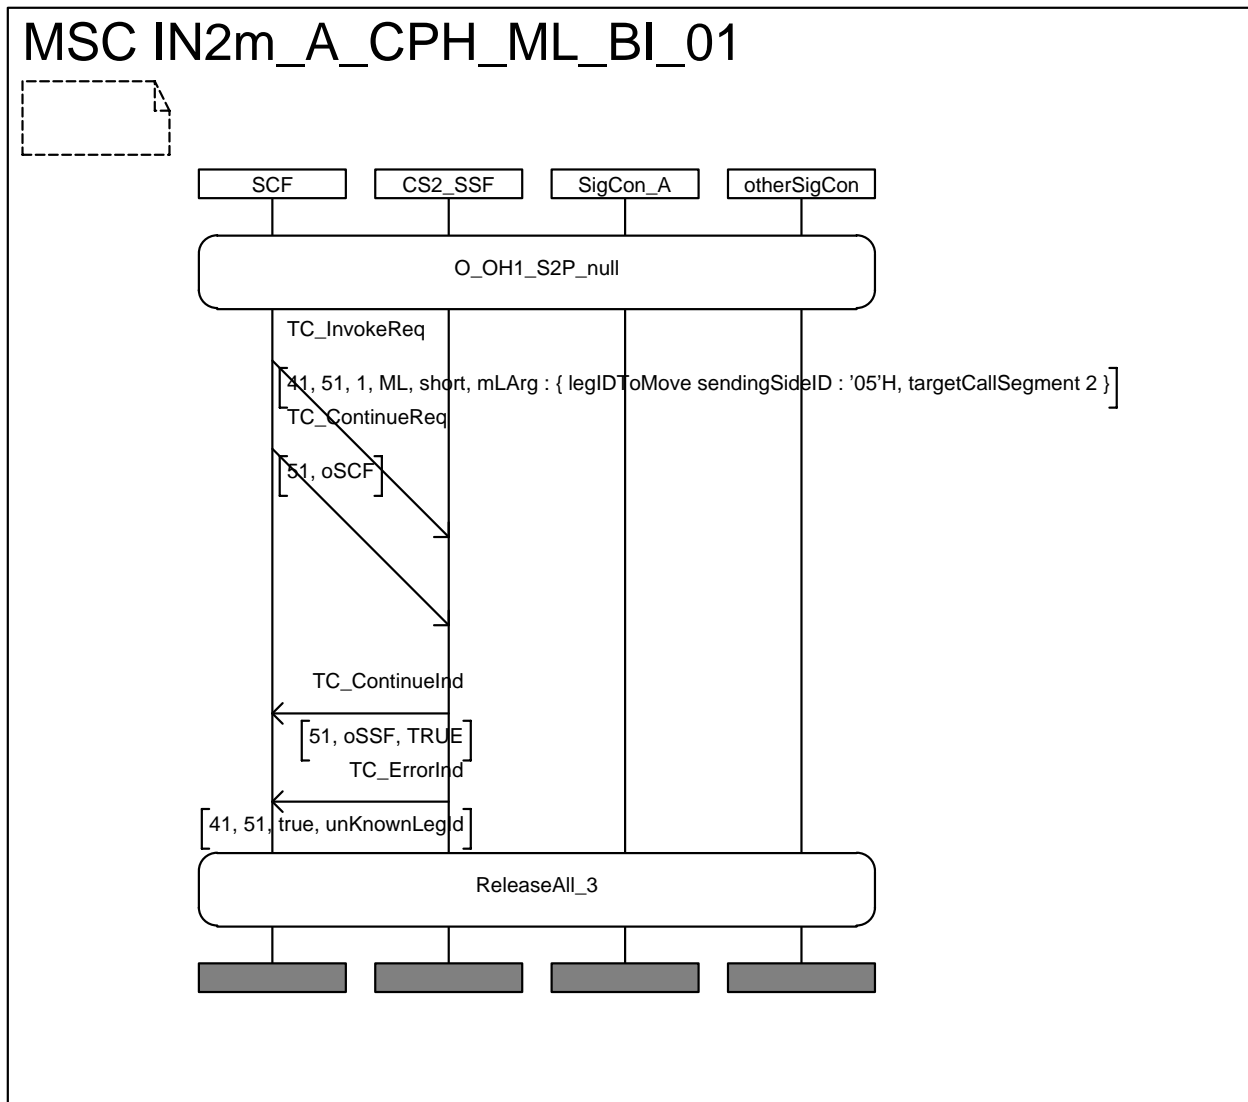 MSC IN2m_A_CPH_ML_BI_01
SCF
CS2_SSF
SigCon_A
otherSigCon
O_OH1_S2P_null
TC_InvokeReq
41, 51, 1, ML, short, mLArg : { legIDToMove sendingSideID : '05'H, targetCallSegment 2 }
TC_ContinueReq
51, oSCF
TC_ContinueInd
51, oSSF, TRUE
TC_ErrorInd
41, 51, true, unKnownLegId
ReleaseAll_3